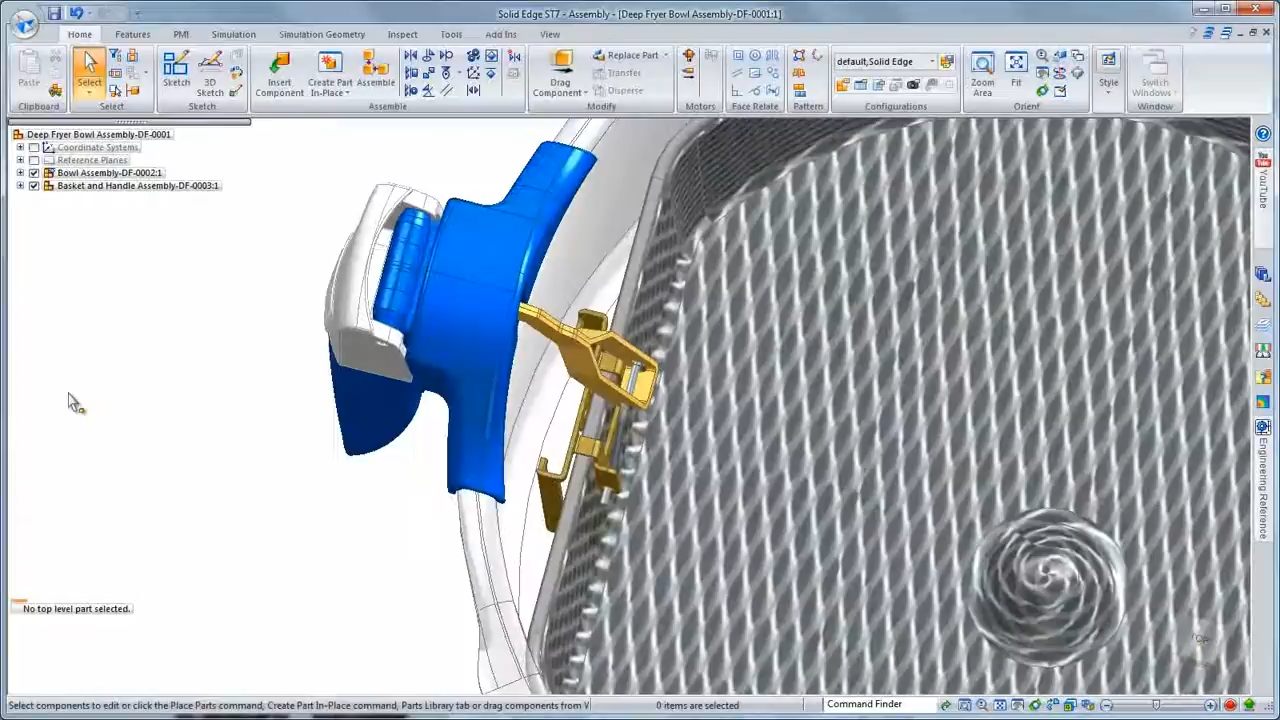 Solid Edge ST7 - Assembly - [Deep Fryer Bowl Assembly-DF-0001:1]
Home Features PMI Simulation Simulation Geometry Inspect Tools Add Ins View
Paste
Select
Sketch
3D Sketch
Insert Component
Create Part In-Place
Assemble
Drag Component
Replace Part
Transfer
Disperse
default,Solid Edge
Zoom Area
Fit
Style
Switch Windows
Clipboard Select Sketch Assemble Modify Motors Face Relate Pattern Configurations Orient Window
Deep Fryer Bowl Assembly-DF-0001
Coordinate Systems
Reference Planes
Bowl Assembly-DF-0002:1
Basket and Handle Assembly-DF-0003:1
YouTube
Engineering Reference
No top level part selected.
TOP
Select components to edit or click the Place Parts command, Create Part In-Place command, Parts Library tab or drag components from W
0 items are selected
Command Finder